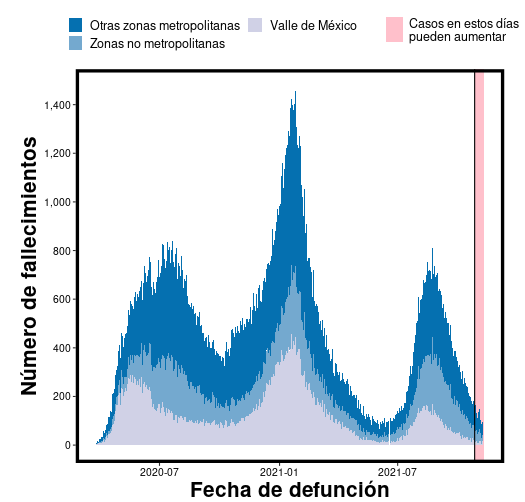 Otras zonas metropolitanas
Valle de México
Casos en estos días
pueden aumentar
Zonas no metropolitanas
Número de fallecimientos
1,400
1,200
1,000
800
600
400
200
0
2020-07
2021-01
2021-07
Fecha de defunción